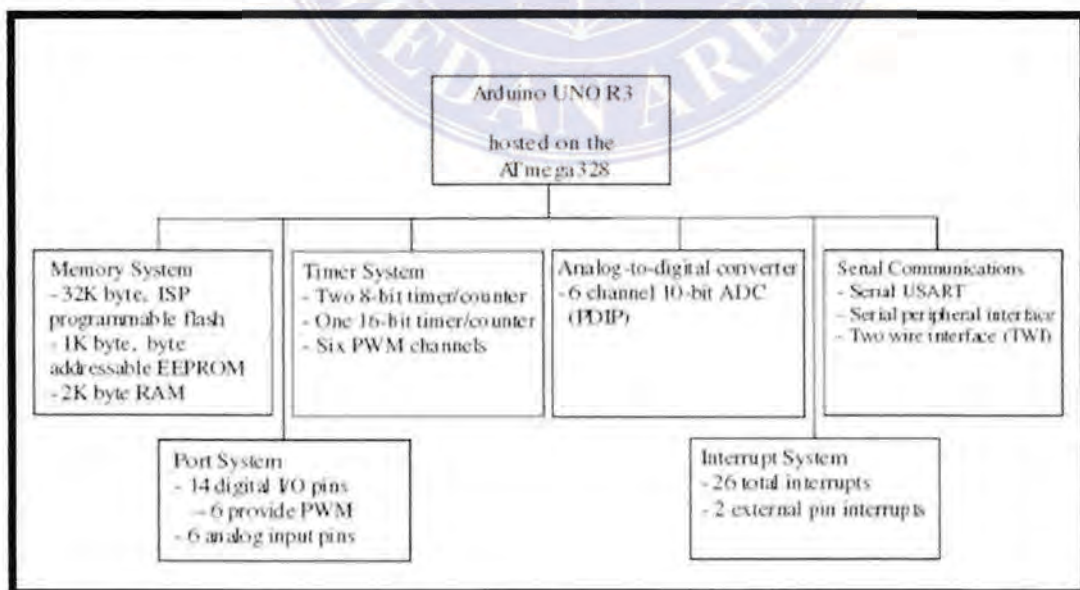 MEDAN AREA
Arduino UNO R3
hosted on the
ATmega328
Memory System
- 32K byte, ISP
programmable flash
- 1K byte, byte
addressable EEPROM
- 2K byte RAM
Timer System
- Two 8-bit timer/counter
- One 16-bit timer/counter
- Six PWM channels
Analog-to-digital converter
- 6 channel 10-bit ADC
(PDIP)
Serial Communications
- Serial USART
- Serial peripheral interface
- Two wire interface (TWI)
Port System
- 14 digital I/O pins
- 6 provide PWM
- 6 analog input pins
Interrupt System
- 26 total interrupts
- 2 external pin interrupts